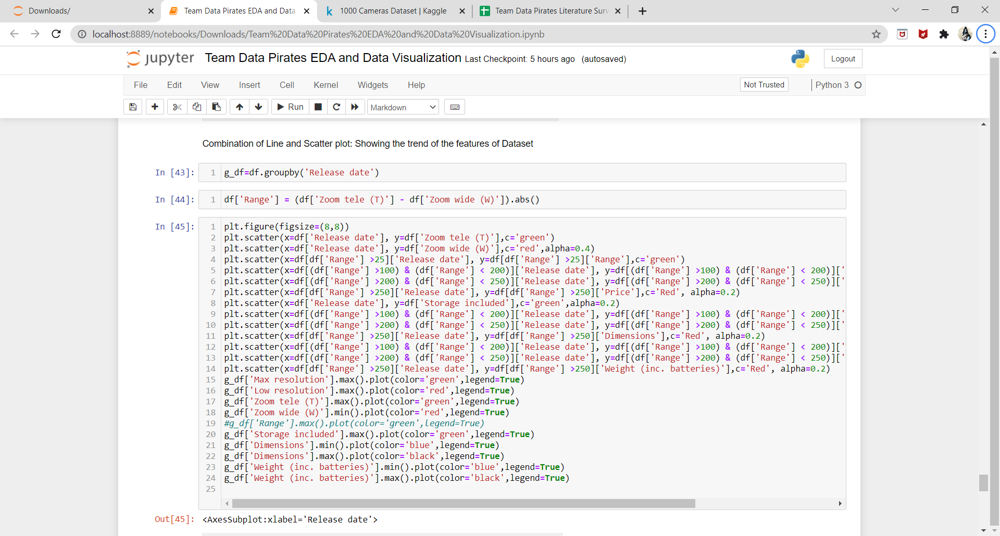 Downloads/
Team Data Pirates EDA and Data
1000 Cameras Dataset | Kaggle
Team Data Pirates Literature Surv
localhost:8889/notebooks/Downloads/Team%20Data%20Pirates%20EDA%20and%20Data%20Visualization.ipynb
jupyter Team Data Pirates EDA and Data Visualization Last Checkpoint: 5 hours ago (autosaved)
Logout
File Edit View Insert Cell Kernel Widgets Help
Not Trusted
Python 3
Run
Markdown
Combination of Line and Scatter plot: Showing the trend of the features of Dataset
In [43]: 1 g_df=df.groupby('Release date')
In [44]: 1 df['Range'] = (df['Zoom tele (T)'] - df['Zoom wide (W)']).abs()
In [45]: 1 plt.figure(figsize=(8,8))
2 plt.scatter(x=df['Release date'], y=df['Zoom tele (T)'],c='green')
3 plt.scatter(x=df['Release date'], y=df['Zoom wide (W)'],c='red',alpha=0.4)
4 plt.scatter(x=df[df['Range'] >25]['Release date'], y=df[df['Range'] >25]['Range'],c='green')
5 plt.scatter(x=df[(df['Range'] >100) & (df['Range'] < 200)]['Release date'], y=df[(df['Range'] >100) & (df['Range'] < 200)]['
6 plt.scatter(x=df[(df['Range'] >200) & (df['Range'] < 250)]['Release date'], y=df[(df['Range'] >200) & (df['Range'] < 250)]['
7 plt.scatter(x=df[df['Range'] >250]['Release date'], y=df[df['Range'] >250]['Price'],c='Red', alpha=0.2)
8 plt.scatter(x=df['Release date'], y=df['Storage included'],c='green',alpha=0.2)
9 plt.scatter(x=df[(df['Range'] >100) & (df['Range'] < 200)]['Release date'], y=df[(df['Range'] >100) & (df['Range'] < 200)]['
10 plt.scatter(x=df[(df['Range'] >200) & (df['Range'] < 250)]['Release date'], y=df[(df['Range'] >200) & (df['Range'] < 250)]['
11 plt.scatter(x=df[df['Range'] >250]['Release date'], y=df[df['Range'] >250]['Dimensions'],c='Red', alpha=0.2)
12 plt.scatter(x=df[(df['Range'] >100) & (df['Range'] < 200)]['Release date'], y=df[(df['Range'] >100) & (df['Range'] < 200)]['
13 plt.scatter(x=df[(df['Range'] >200) & (df['Range'] < 250)]['Release date'], y=df[(df['Range'] >200) & (df['Range'] < 250)]['
14 plt.scatter(x=df[df['Range'] >250]['Release date'], y=df[df['Range'] >250]['Weight (inc. batteries)'],c='Red', alpha=0.2)
15 g_df['Max resolution'].max().plot(color='green',legend=True)
16 g_df['Low resolution'].max().plot(color='red',legend=True)
17 g_df['Zoom tele (T)'].max().plot(color='green',legend=True)
18 g_df['Zoom wide (W)'].min().plot(color='red',legend=True)
19 #g_df['Range'].max().plot(color='green',legend=True)
20 g_df['Storage included'].max().plot(color='green',legend=True)
21 g_df['Dimensions'].min().plot(color='blue',legend=True)
22 g_df['Dimensions'].max().plot(color='black',legend=True)
23 g_df['Weight (inc. batteries)'].min().plot(color='blue',legend=True)
24 g_df['Weight (inc. batteries)'].max().plot(color='black',legend=True)
25
Out[45]: <AxesSubplot:xlabel='Release date'>